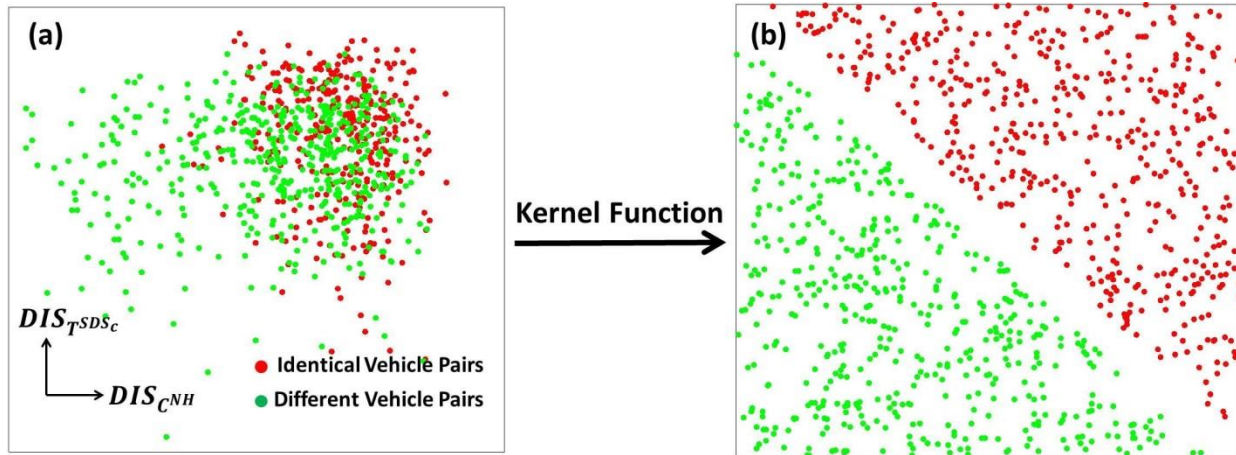 (a)
(b)
Kernel Function
DIS_{T^{SDS_c}}
DIS_{C^{NH}}
Identical Vehicle Pairs
Different Vehicle Pairs